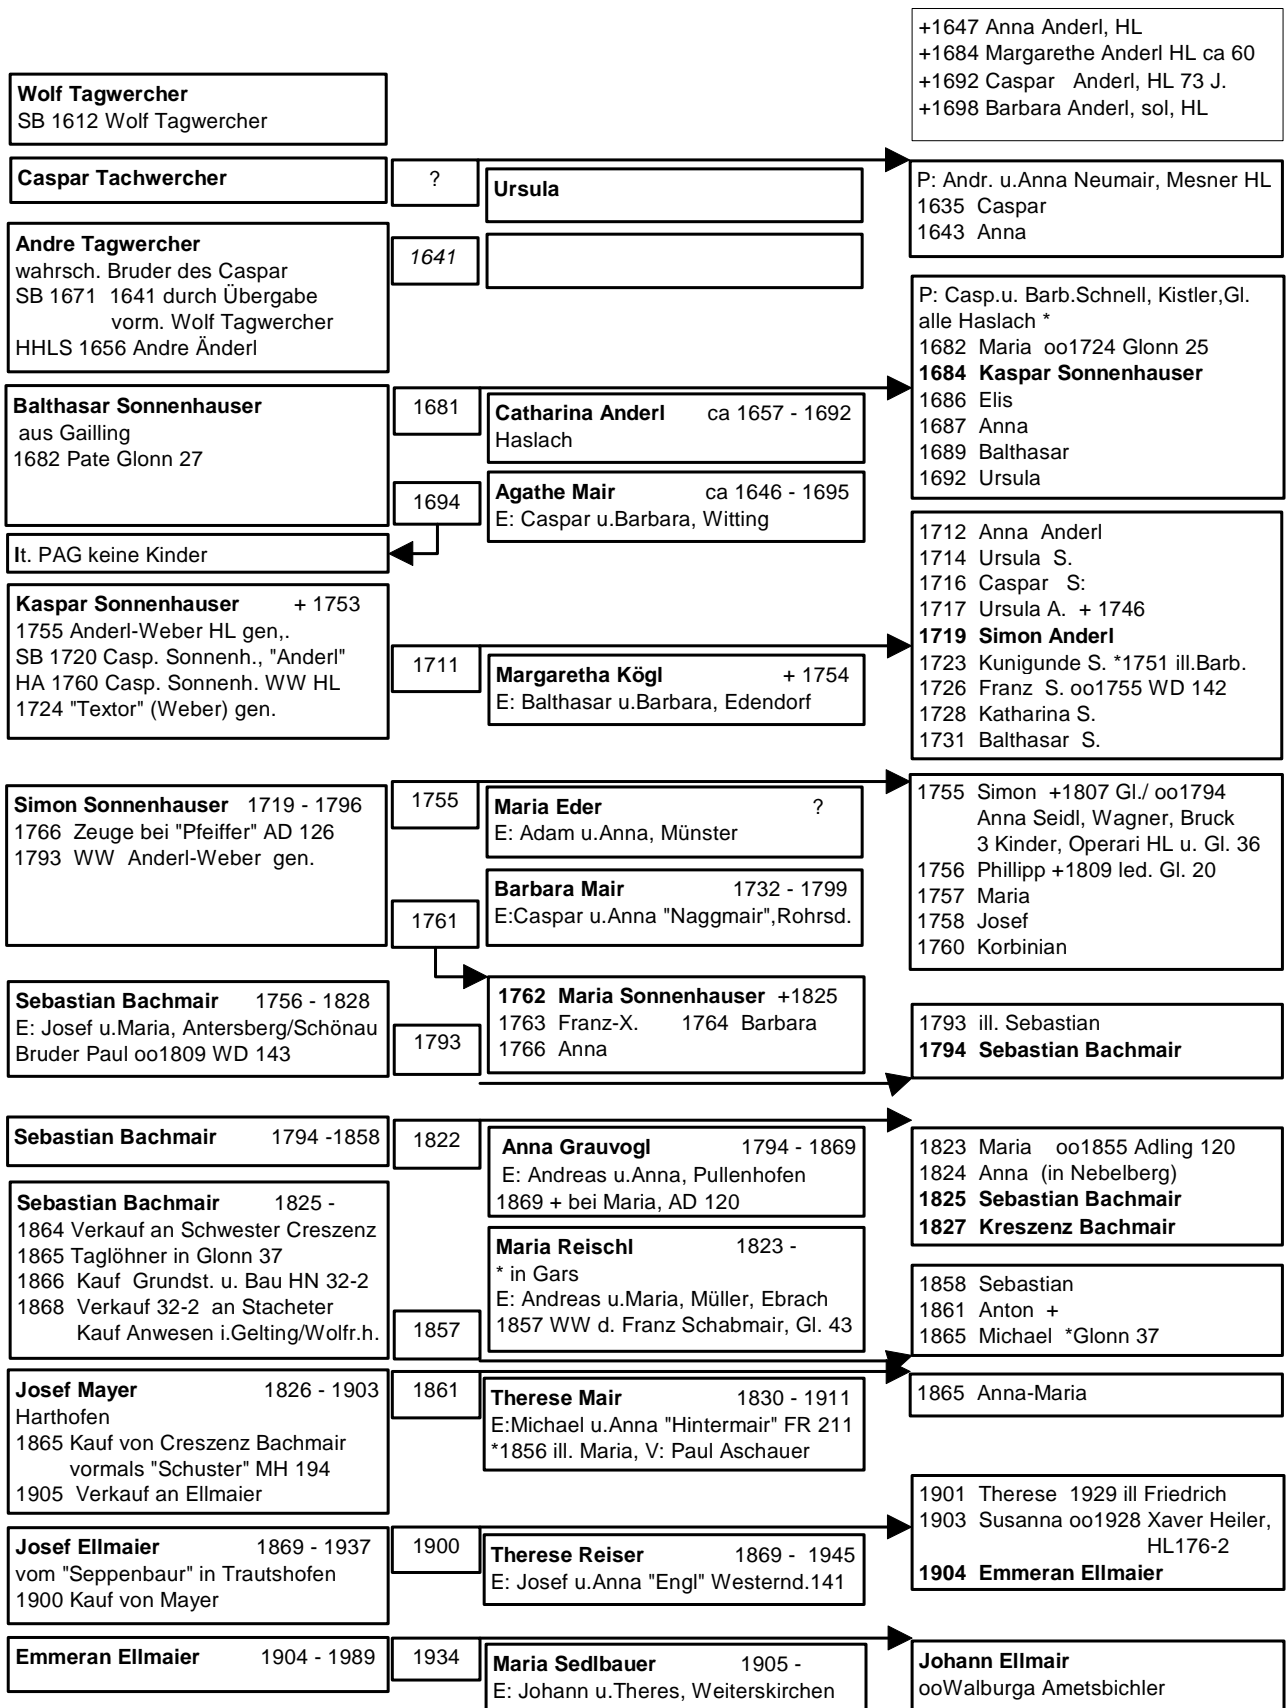 +1647 Anna Anderl, HL
+1684 Margarethe Anderl HL ca 60
+1692 Caspar Anderl, HL 73 J.
+1698 Barbara Anderl, sol, HL
Wolf Tagwercher
SB 1612 Wolf Tagwercher
Caspar Tachwercher
?
Ursula
P: Andr. u.Anna Neumair, Mesner HL
1635 Caspar
1643 Anna
Andre Tagwercher
wahrsch. Bruder des Caspar
SB 1671 1641 durch Übergabe
vorm. Wolf Tagwercher
HHLS 1656 Andre Änderl
1641
P: Casp.u. Barb.Schnell, Kistler,Gl.
alle Haslach *
1682 Maria oo1724 Glonn 25
1684 Kaspar Sonnenhauser
1686 Elis
1687 Anna
1689 Balthasar
1692 Ursula
Balthasar Sonnenhauser
aus Gailling
1682 Pate Glonn 27
1681
Catharina Anderl ca 1657 - 1692
Haslach
1694
Agathe Mair ca 1646 - 1695
E: Caspar u.Barbara, Witting
lt. PAG keine Kinder
Kaspar Sonnenhauser + 1753
1755 Anderl-Weber HL gen,.
SB 1720 Casp. Sonnenh., "Anderl"
HA 1760 Casp. Sonnenh. WW HL
1724 "Textor" (Weber) gen.
1711
Margaretha Kögl + 1754
E: Balthasar u.Barbara, Edendorf
1712 Anna Anderl
1714 Ursula S.
1716 Caspar S:
1717 Ursula A. + 1746
1719 Simon Anderl
1723 Kunigunde S. *1751 ill.Barb.
1726 Franz S. oo1755 WD 142
1728 Katharina S.
1731 Balthasar S.
Simon Sonnenhauser 1719 - 1796
1766 Zeuge bei "Pfeiffer" AD 126
1793 WW Anderl-Weber gen.
1755
Maria Eder ?
E: Adam u.Anna, Münster
1761
Barbara Mair 1732 - 1799
E:Caspar u.Anna "Naggmair",Rohrsd.
1755 Simon +1807 Gl./ oo1794
Anna Seidl, Wagner, Bruck
3 Kinder, Operari HL u. Gl. 36
1756 Phillipp +1809 led. Gl. 20
1757 Maria
1758 Josef
1760 Korbinian
Sebastian Bachmair 1756 - 1828
E: Josef u.Maria, Antersberg/Schönau
Bruder Paul oo1809 WD 143
1793
1762 Maria Sonnenhauser +1825
1763 Franz-X. 1764 Barbara
1766 Anna
1793 ill. Sebastian
1794 Sebastian Bachmair
Sebastian Bachmair 1794 -1858
1822
Anna Grauvogl 1794 - 1869
E: Andreas u.Anna, Pullenhofen
1869 + bei Maria, AD 120
1823 Maria oo1855 Adling 120
1824 Anna (in Nebelberg)
1825 Sebastian Bachmair
1827 Kreszenz Bachmair
Sebastian Bachmair 1825 -
1864 Verkauf an Schwester Creszenz
1865 Taglöhner in Glonn 37
1866 Kauf Grundst. u. Bau HN 32-2
1868 Verkauf 32-2 an Stacheter
Kauf Anwesen i.Gelting/Wolfr.h.
1857
Maria Reischl 1823 -
* in Gars
E: Andreas u.Maria, Müller, Ebrach
1857 WW d. Franz Schabmair, Gl. 43
1858 Sebastian
1861 Anton +
1865 Michael *Glonn 37
Josef Mayer 1826 - 1903
Harthofen
1865 Kauf von Creszenz Bachmair
vormals "Schuster" MH 194
1905 Verkauf an Ellmaier
1861
Therese Mair 1830 - 1911
E:Michael u.Anna "Hintermair" FR 211
*1856 ill. Maria, V: Paul Aschauer
1865 Anna-Maria
Josef Ellmaier 1869 - 1937
vom "Seppenbaur" in Trautshofen
1900 Kauf von Mayer
1900
Therese Reiser 1869 - 1945
E: Josef u.Anna "Engl" Westernd.141
1901 Therese 1929 ill Friedrich
1903 Susanna oo1928 Xaver Heiler,
HL176-2
1904 Emmeran Ellmaier
Emmeran Ellmaier 1904 - 1989
1934
Maria Sedlbauer 1905 -
E: Johann u.Theres, Weiterskirchen
Johann Ellmair
ooWalburga Ametsbichler